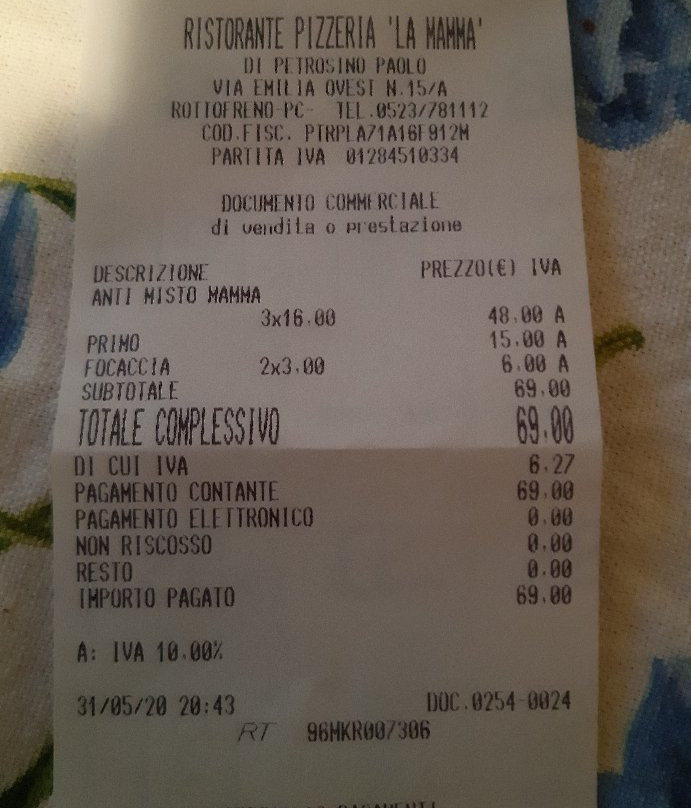 RISTORANTE PIZZERIA 'LA MAMMA'
DI PETROSINO PAOLO
VIA EMILIA OVEST N.15/A
ROTTOFRENO-PC- TEL.0523/781112
COD.FISC. PTRPLA71A16F912M
PARTITA IVA 01284510334
DOCUMENTO COMMERCIALE
di vendita o prestazione
DESCRIZIONE PREZZO(€) IVA
ANTI MISTO MAMMA
3x16.00 48.00 A
PRIMO 15.00 A
FOCACCIA 2x3.00 6.00 A
SUBTOTALE 69.00
TOTALE COMPLESSIVO 69.00
DI CUI IVA 6.27
PAGAMENTO CONTANTE 69.00
PAGAMENTO ELETTRONICO 0.00
NON RISCOSSO 0.00
RESTO 0.00
IMPORTO PAGATO 69.00
A: IVA 10.00%
31/05/20 20:43 DOC.0254-0024
RT 96MKR007306